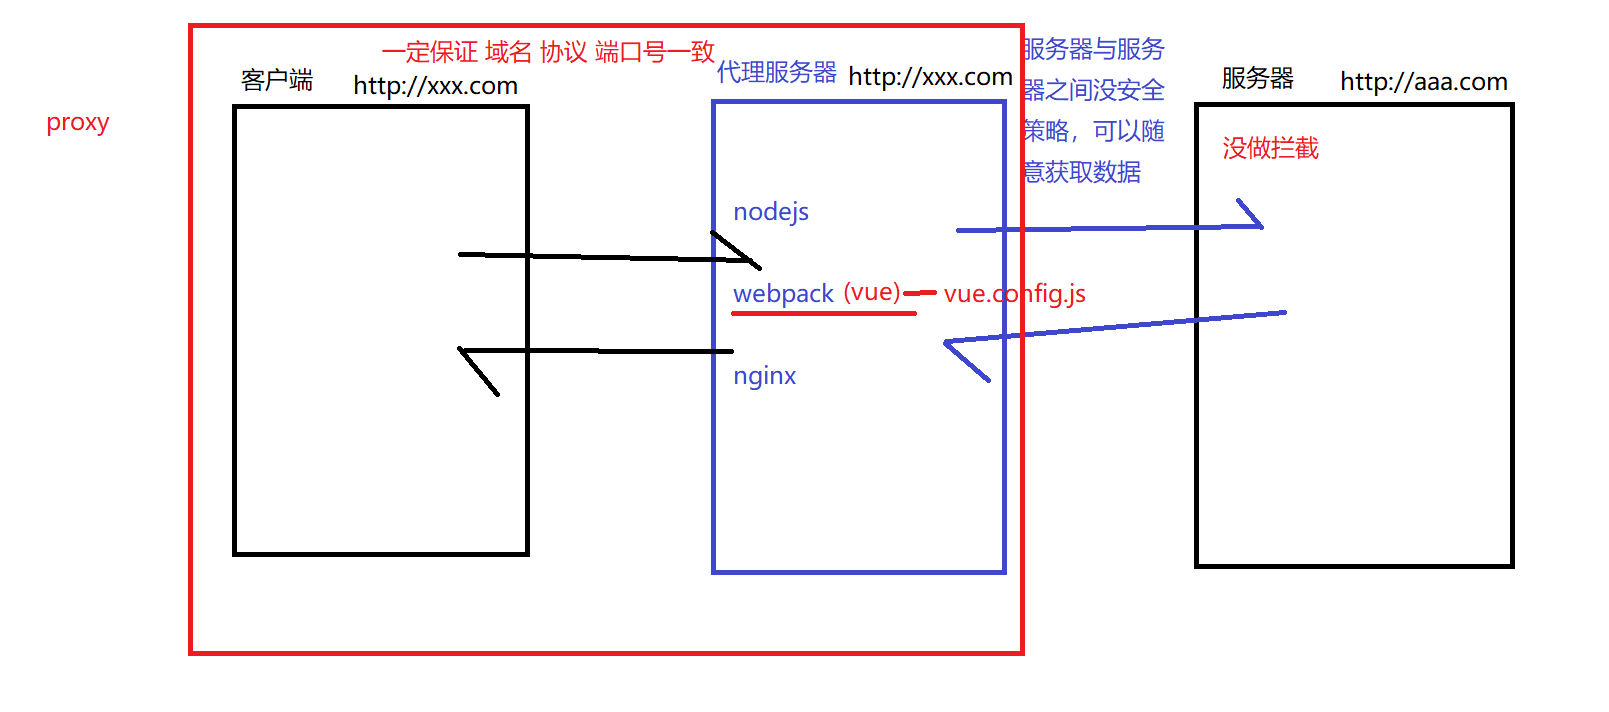 proxy
一定保证 域名 协议 端口号一致
客户端
http://xxx.com
代理服务器
http://xxx.com
服务器与服务
器之间没安全
策略，可以随
意获取数据
服务器
http://aaa.com
没做拦截
nodejs
webpack (vue) vue.config.js
nginx